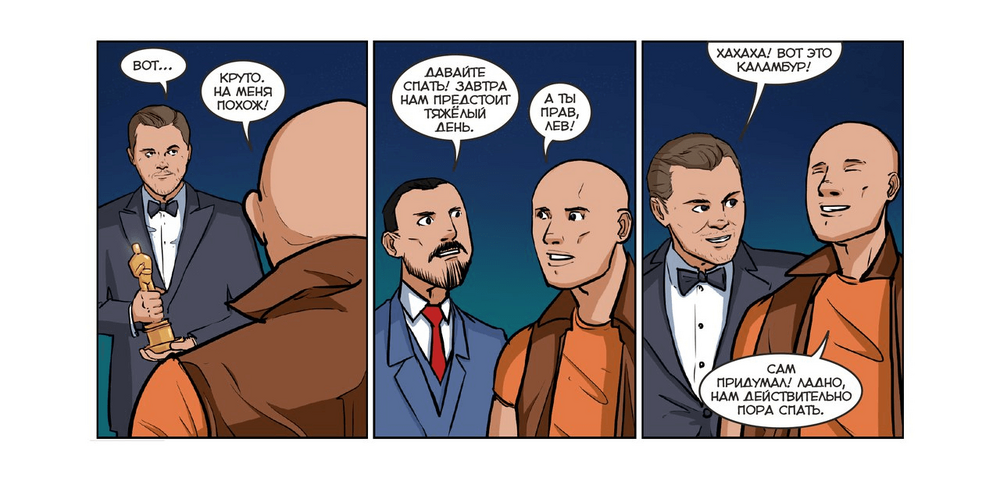 ВОТ...
КРУТО.
НА МЕНЯ
ПОХОЖ!
ДАВАЙТЕ
СПАТЬ! ЗАВТРА
НАМ ПРЕДСТОИТ
ТЯЖЁЛЫЙ
ДЕНЬ.
А ТЫ
ПРАВ,
ЛЕВ!
ХАХАХА! ВОТ ЭТО
КАЛАМБУР!
САМ
ПРИДУМАЛ! ЛАДНО,
НАМ ДЕЙСТВИТЕЛЬНО
ПОРА СПАТЬ.